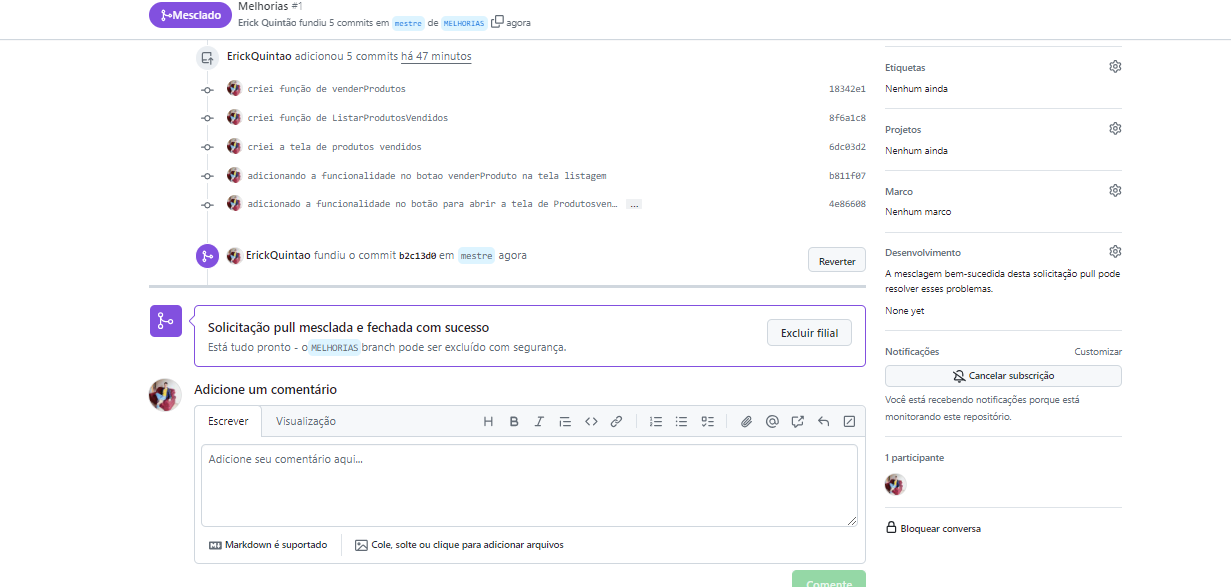 Mesclado
Melhorias #1
Erick Quintão fundiu 5 commits em mestre de MELHORIAS agora
ErickQuintao adicionou 5 commits há 47 minutos
criei função de venderProdutos 18342e1
criei função de ListarProdutosVendidos 8f6a1c8
criei a tela de produtos vendidos 6dc03d2
adicionando a funcionalidade no botao venderProduto na tela listagem b811f07
adicionado a funcionalidade no botão para abrir a tela de Produtosven… … 4e86608
ErickQuintao fundiu o commit b2c13d0 em mestre agora
Reverter
Solicitação pull mesclada e fechada com sucesso
Está tudo pronto - o MELHORIAS branch pode ser excluído com segurança.
Excluir filial
Adicione um comentário
Escrever Visualização
Adicione seu comentário aqui...
Markdown é suportado
Cole, solte ou clique para adicionar arquivos
Comente
Etiquetas
Nenhum ainda
Projetos
Nenhum ainda
Marco
Nenhum marco
Desenvolvimento
A mesclagem bem-sucedida desta solicitação pull pode
resolver esses problemas.
None yet
Notificações Customizar
Cancelar subscrição
Você está recebendo notificações porque está
monitorando este repositório.
1 participante
Bloquear conversa